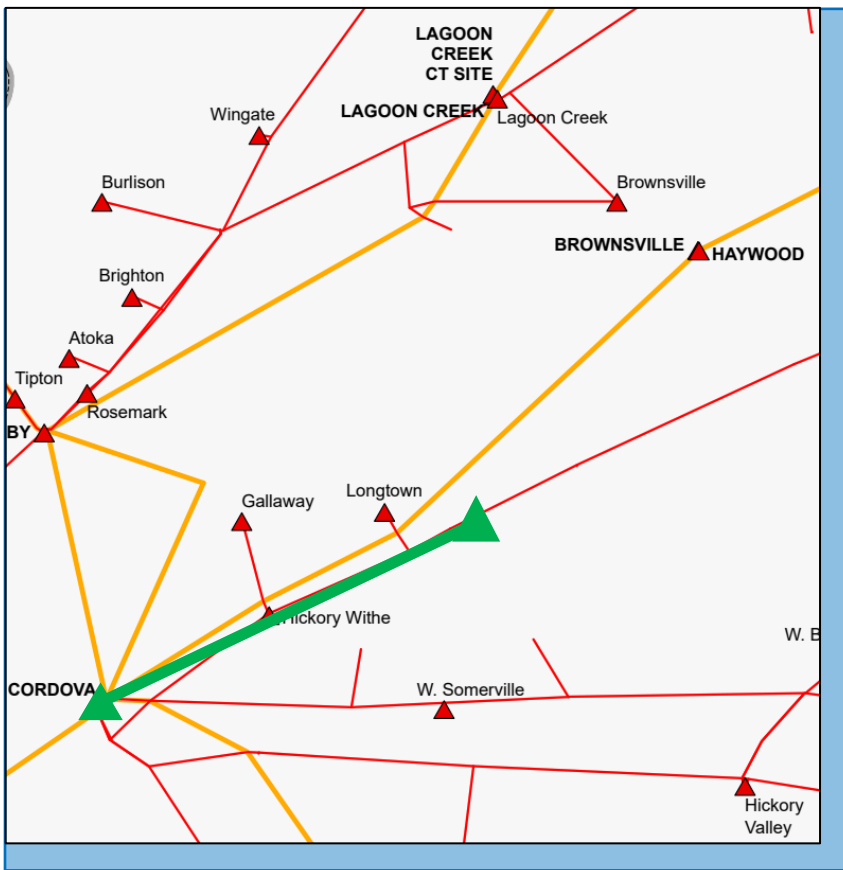 LAGOON
CREEK
CT SITE
Wingate
LAGOON CREEK
Lagoon Creek
Burlison
Brownsville
BROWNSVILLE
HAYWOOD
Brighton
Atoka
Tipton
Rosemark
BY
Gallaway
Longtown
Hickory Withe
W. B
CORDOVA
W. Somerville
Hickory
Valley